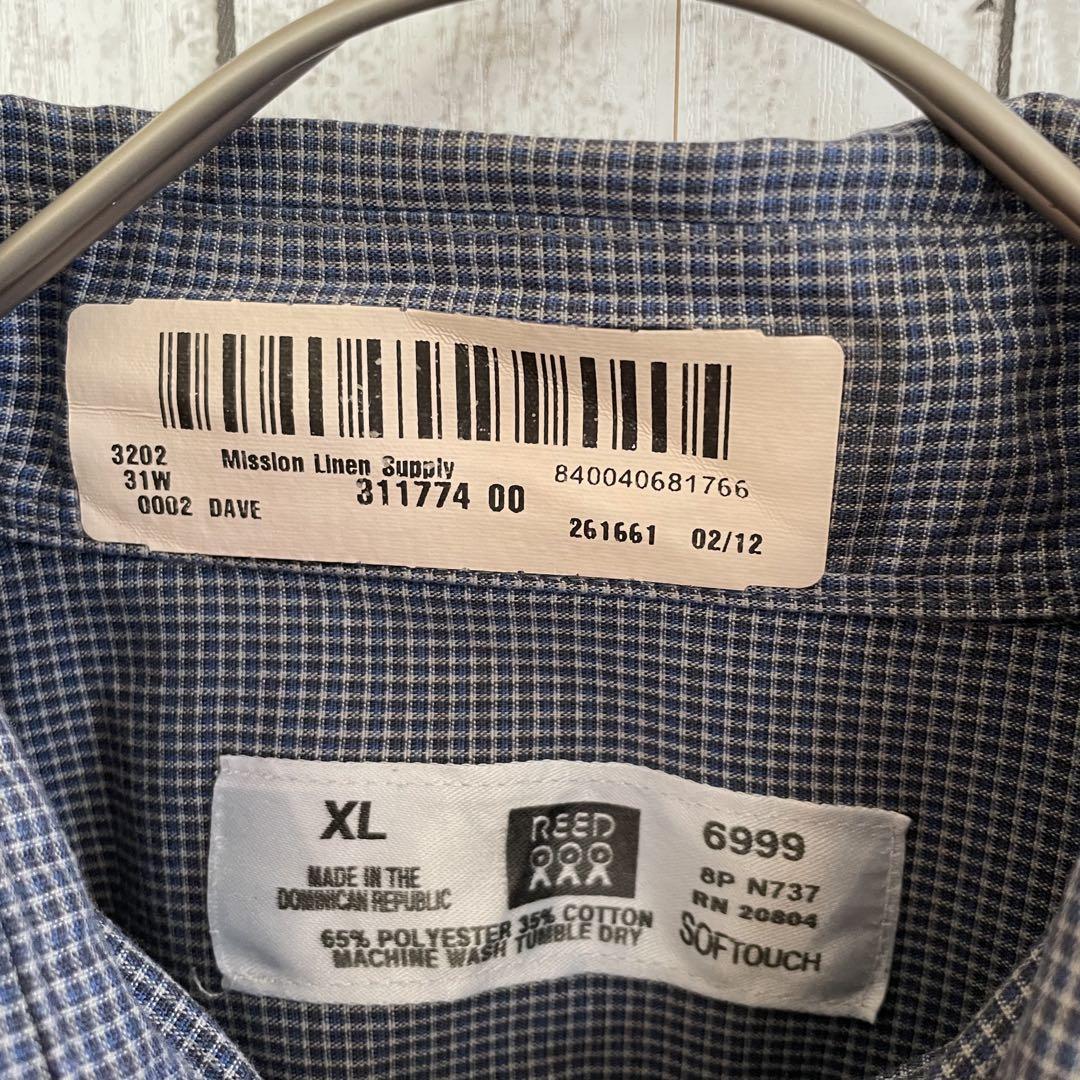 3202 Mission Linen Supply 840040681766
31W 311774 00
0002 DAVE 261661 02/12
XL REED 6999
MADE IN THE 8P N737
DOMINICAN REPUBLIC RN 20804
65% POLYESTER 35% COTTON SOFTOUCH
MACHINE WASH TUMBLE DRY